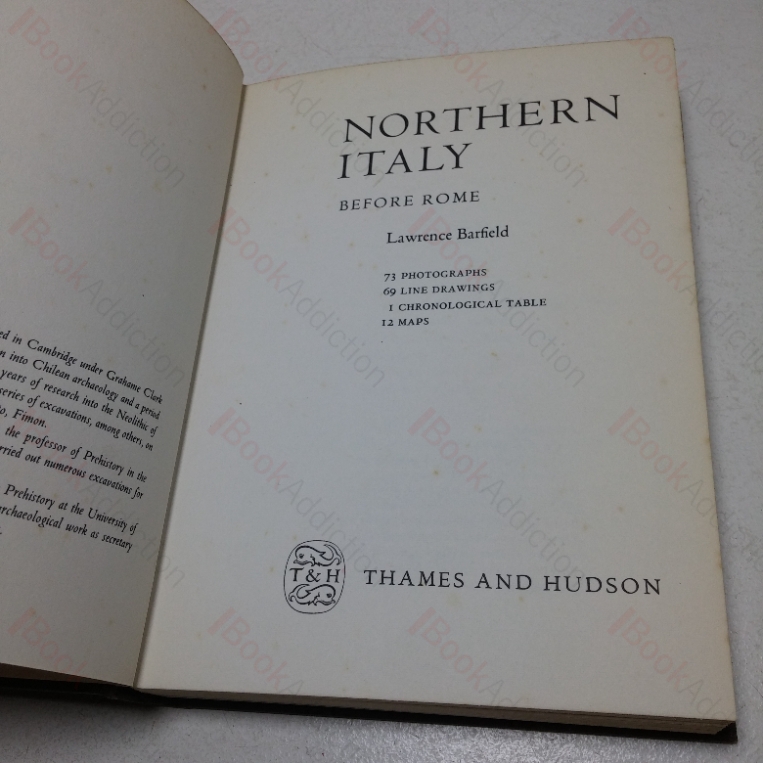 ed in Cambridge under Grahame Clark
n into Chilean archaeology and a period
years of research into the Neolithic of
series of excavations, among others, on
o, Fimon.
the professor of Prehistory in the
rried out numerous excavations for
Prehistory at the University of
rchaeological work as secretary
NORTHERN
ITALY
BEFORE ROME
Lawrence Barfield
73 PHOTOGRAPHS
69 LINE DRAWINGS
1 CHRONOLOGICAL TABLE
12 MAPS
T & H
THAMES AND HUDSON
BookAddiction